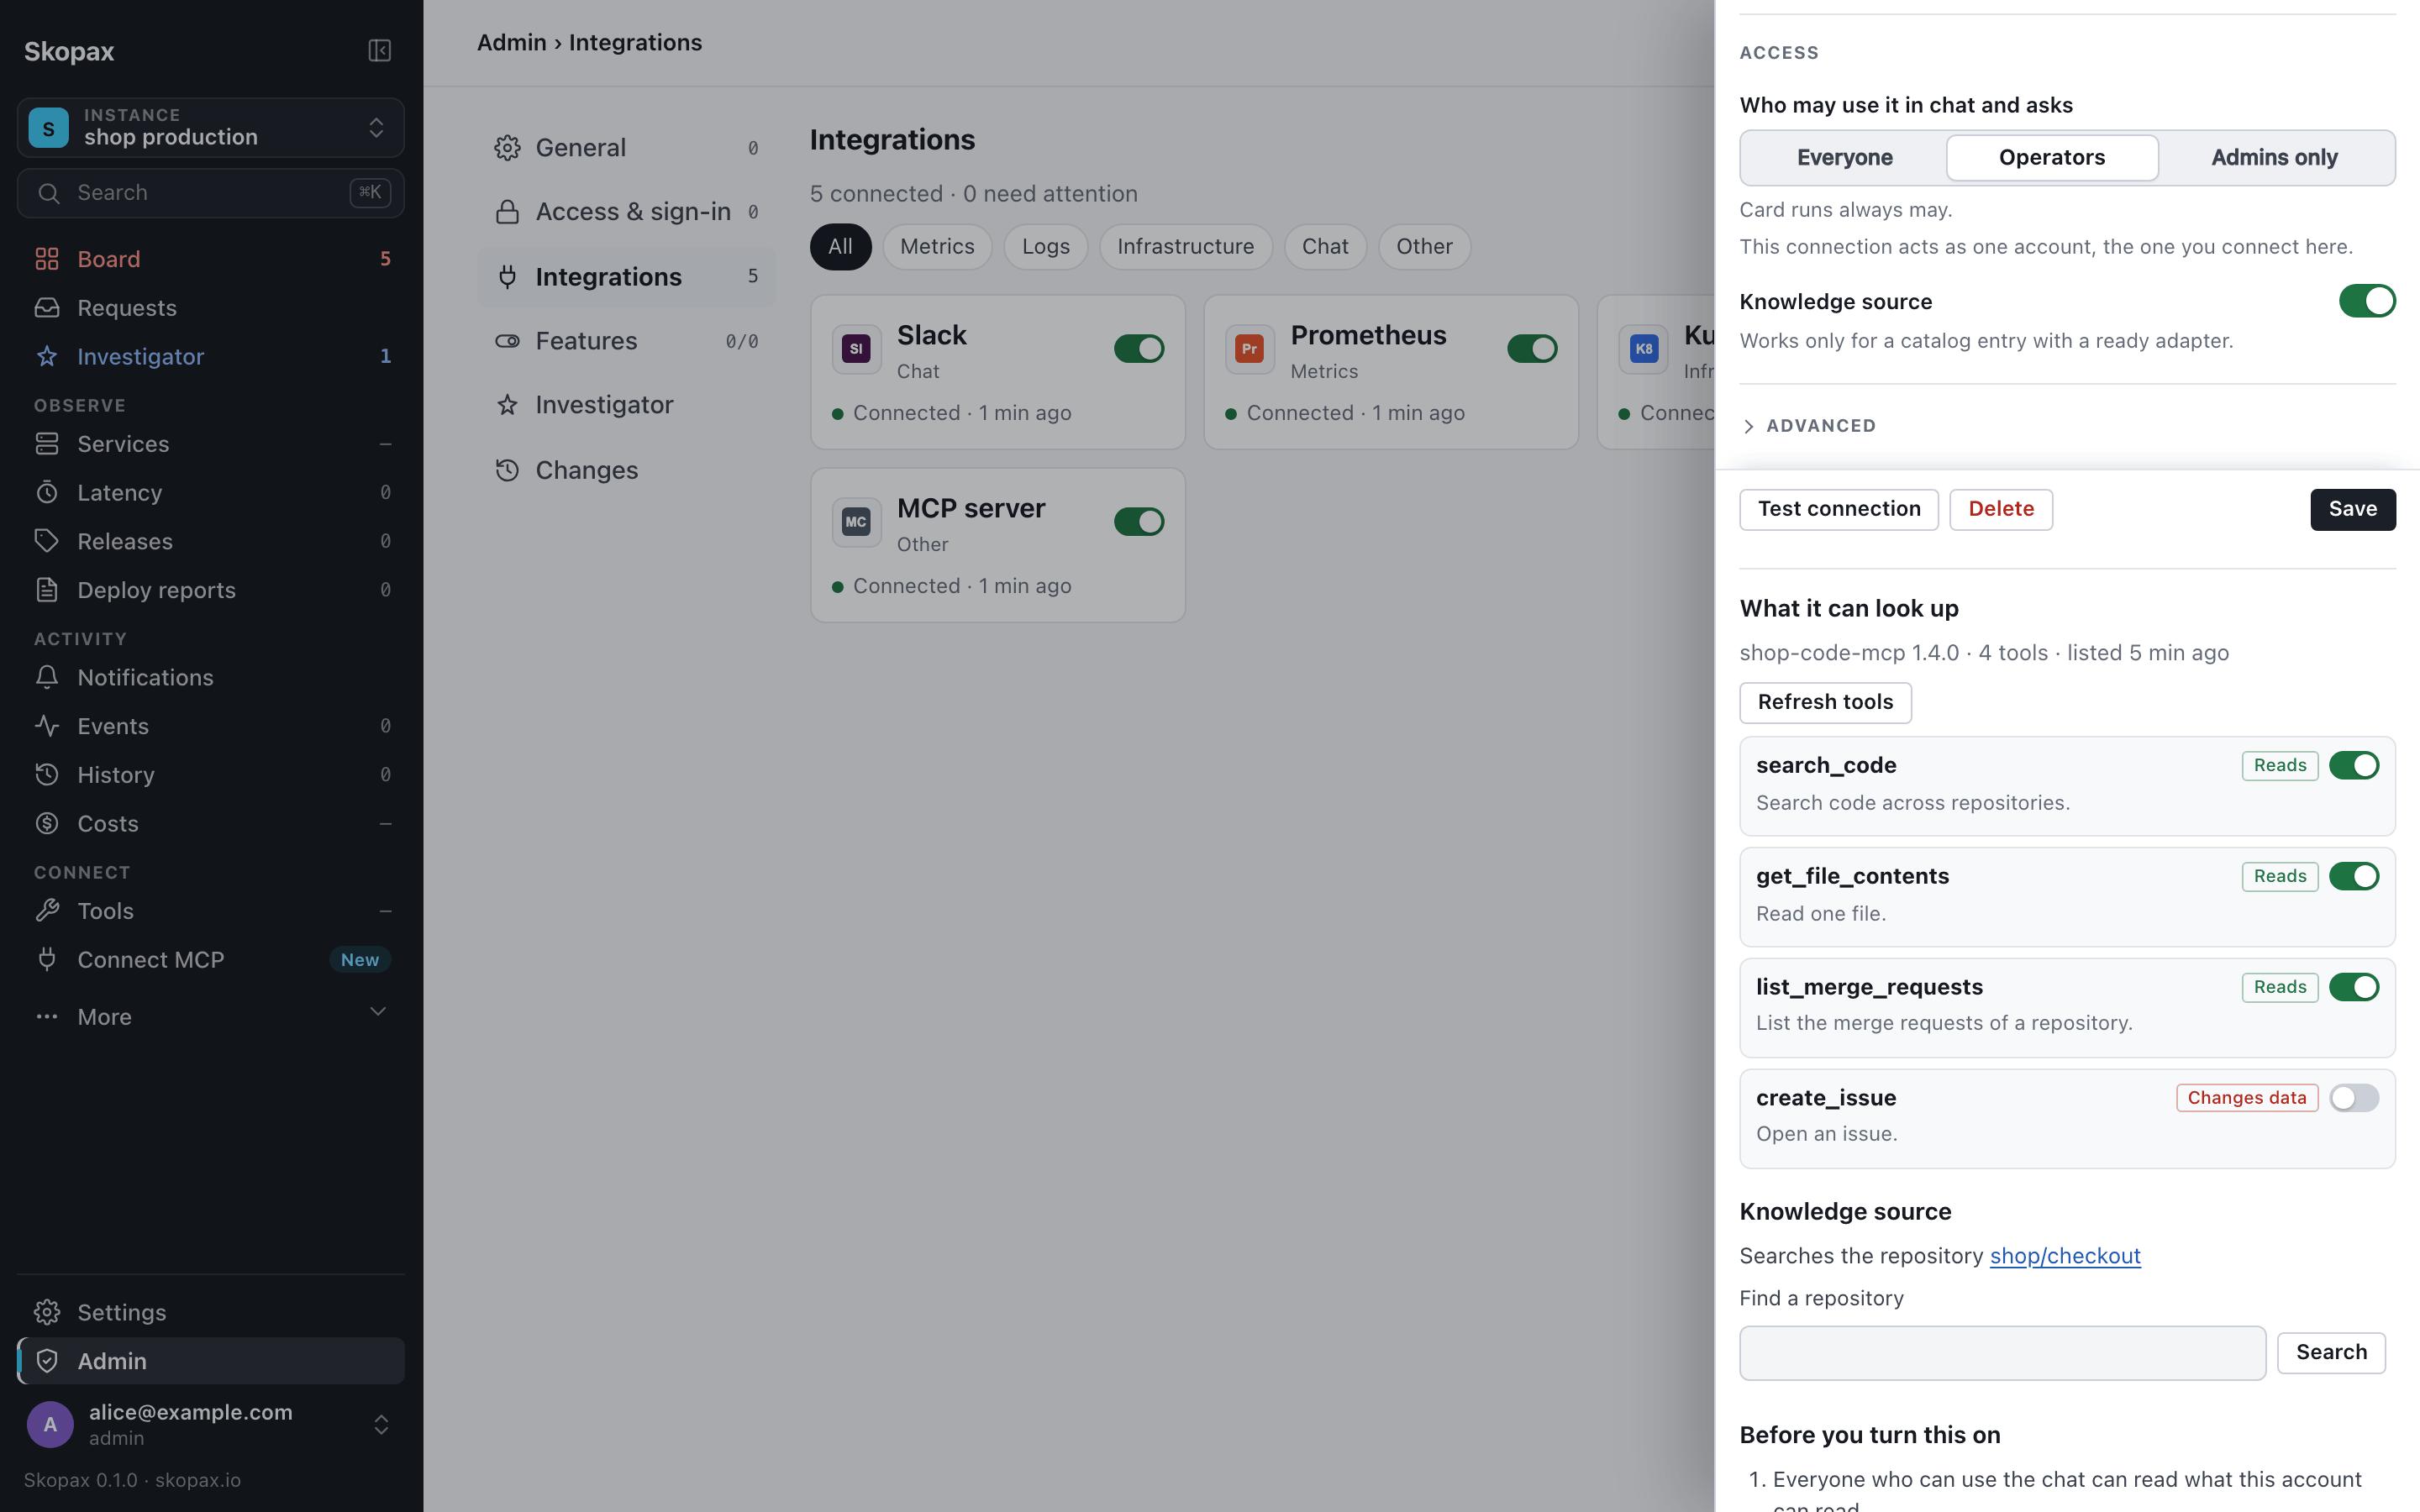 Skopax
S
INSTANCE
shop production
Search
⌘K
Board 5
Requests
Investigator 1
OBSERVE
Services –
Latency 0
Releases 0
Deploy reports 0
ACTIVITY
Notifications
Events 0
History 0
Costs –
CONNECT
Tools –
Connect MCP New
More
Settings
Admin
A
alice@example.com
admin
Skopax 0.1.0 · skopax.io
Admin › Integrations
General 0
Access & sign-in 0
Integrations 5
Features 0/0
Investigator
Changes
Integrations
5 connected · 0 need attention
All Metrics Logs Infrastructure Chat Other
Sl
Slack
Chat
Connected · 1 min ago
Pr
Prometheus
Metrics
Connected · 1 min ago
K8
Ku
Infr
Connec
MC
MCP server
Other
Connected · 1 min ago
ACCESS
Who may use it in chat and asks
Everyone Operators Admins only
Card runs always may.
This connection acts as one account, the one you connect here.
Knowledge source
Works only for a catalog entry with a ready adapter.
ADVANCED
Test connection Delete Save
What it can look up
shop-code-mcp 1.4.0 · 4 tools · listed 5 min ago
Refresh tools
search_code Reads
Search code across repositories.
get_file_contents Reads
Read one file.
list_merge_requests Reads
List the merge requests of a repository.
create_issue Changes data
Open an issue.
Knowledge source
Searches the repository shop/checkout
Find a repository
Search
Before you turn this on
1. Everyone who can use the chat can read what this account
can read